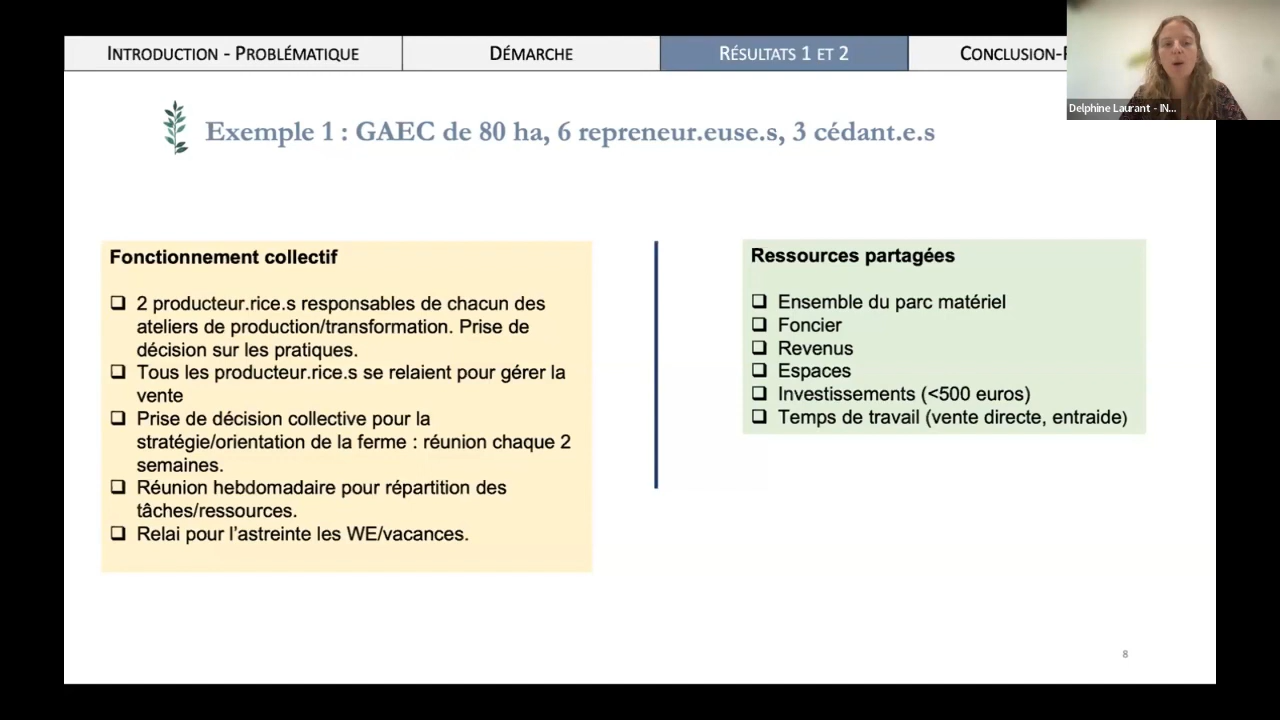 INTRODUCTION - PROBLÉMATIQUE
DÉMARCHE
RÉSULTATS 1 ET 2
CONCLUSION-
Delphine Laurant - IN...
Exemple 1 : GAEC de 80 ha, 6 repreneur.euse.s, 3 cédant.e.s
Fonctionnement collectif
2 producteur.rice.s responsables de chacun des
ateliers de production/transformation. Prise de
décision sur les pratiques.
Tous les producteur.rice.s se relaient pour gérer la
vente
Prise de décision collective pour la
stratégie/orientation de la ferme : réunion chaque 2
semaines.
Réunion hebdomadaire pour répartition des
tâches/ressources.
Relai pour l'astreinte les WE/vacances.
Ressources partagées
Ensemble du parc matériel
Foncier
Revenus
Espaces
Investissements (<500 euros)
Temps de travail (vente directe, entraide)
8